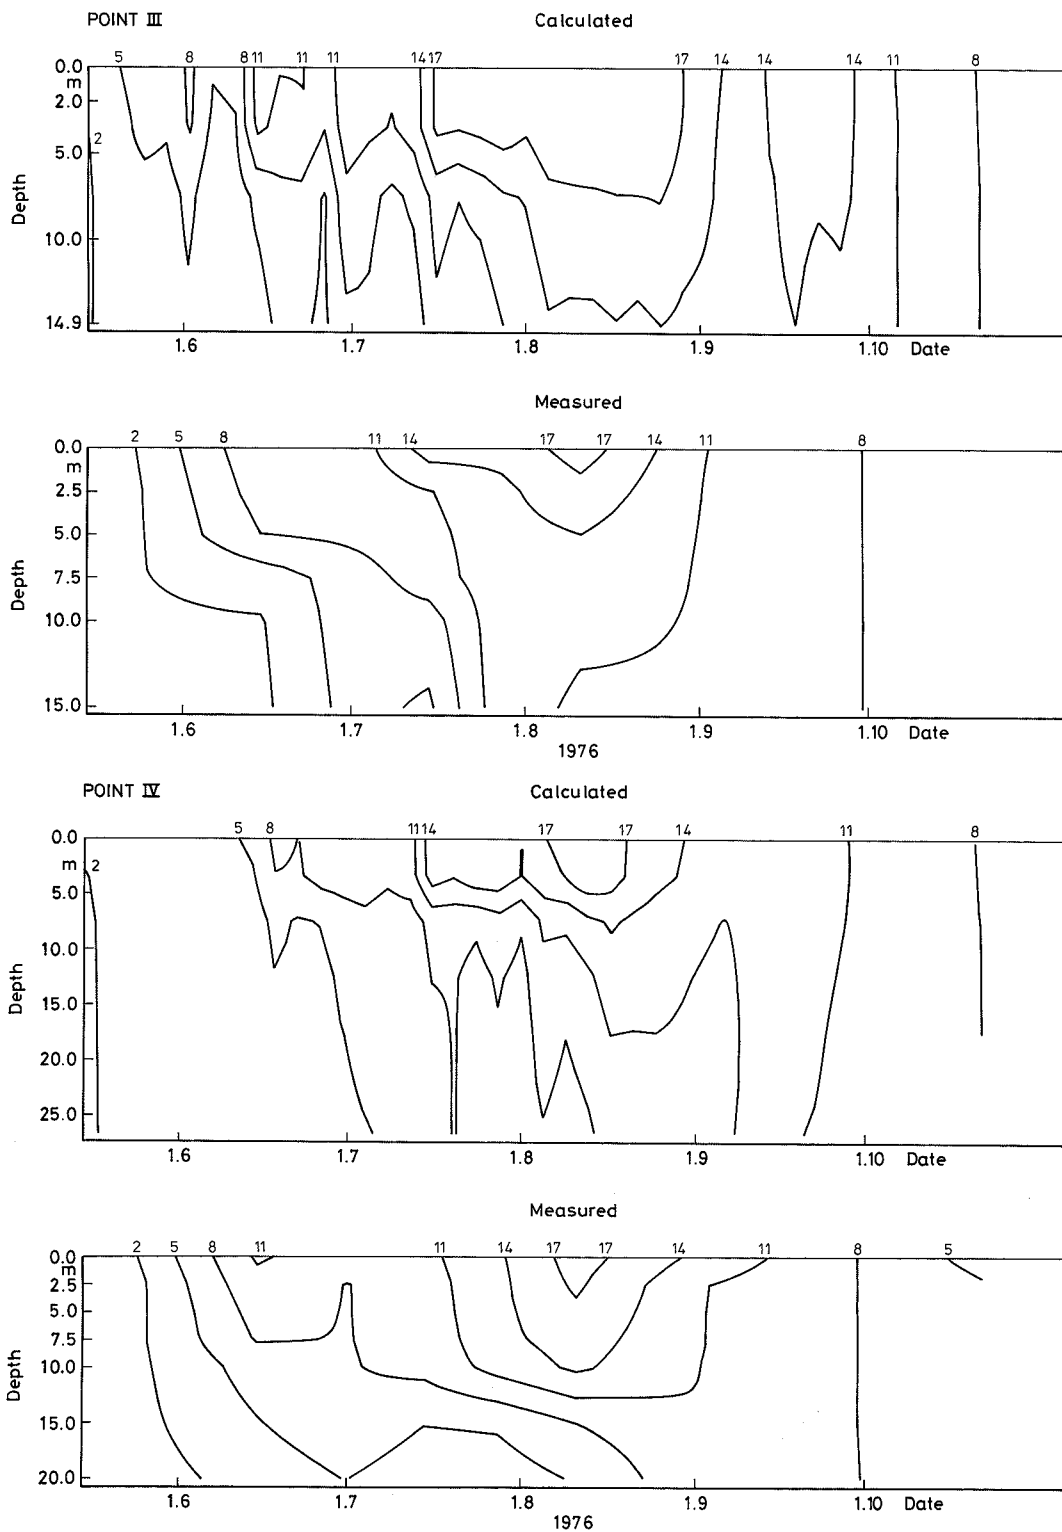 POINT III Calculated
5 8 8 11 11 11 14 17 17 14 14 14 11 8
0.0
m
2.0
2
5.0
Depth
10.0
14.9
1.6 1.7 1.8 1.9 1.10 Date
Measured
2 5 8 11 14 17 17 14 11 8
0.0
m
2.5
5.0
7.5
Depth
10.0
15.0
1.6 1.7 1.8 1.9 1.10 Date
1976
POINT IV Calculated
5 8 11 14 17 17 14 11 8
0.0
m 2
5.0
10.0
Depth
15.0
20.0
25.0
1.6 1.7 1.8 1.9 1.10 Date
Measured
2 5 8 11 11 14 17 17 14 11 8 5
0.0
m
2.5
5.0
7.5
Depth
10.0
15.0
20.0
1.6 1.7 1.8 1.9 1.10 Date
1976